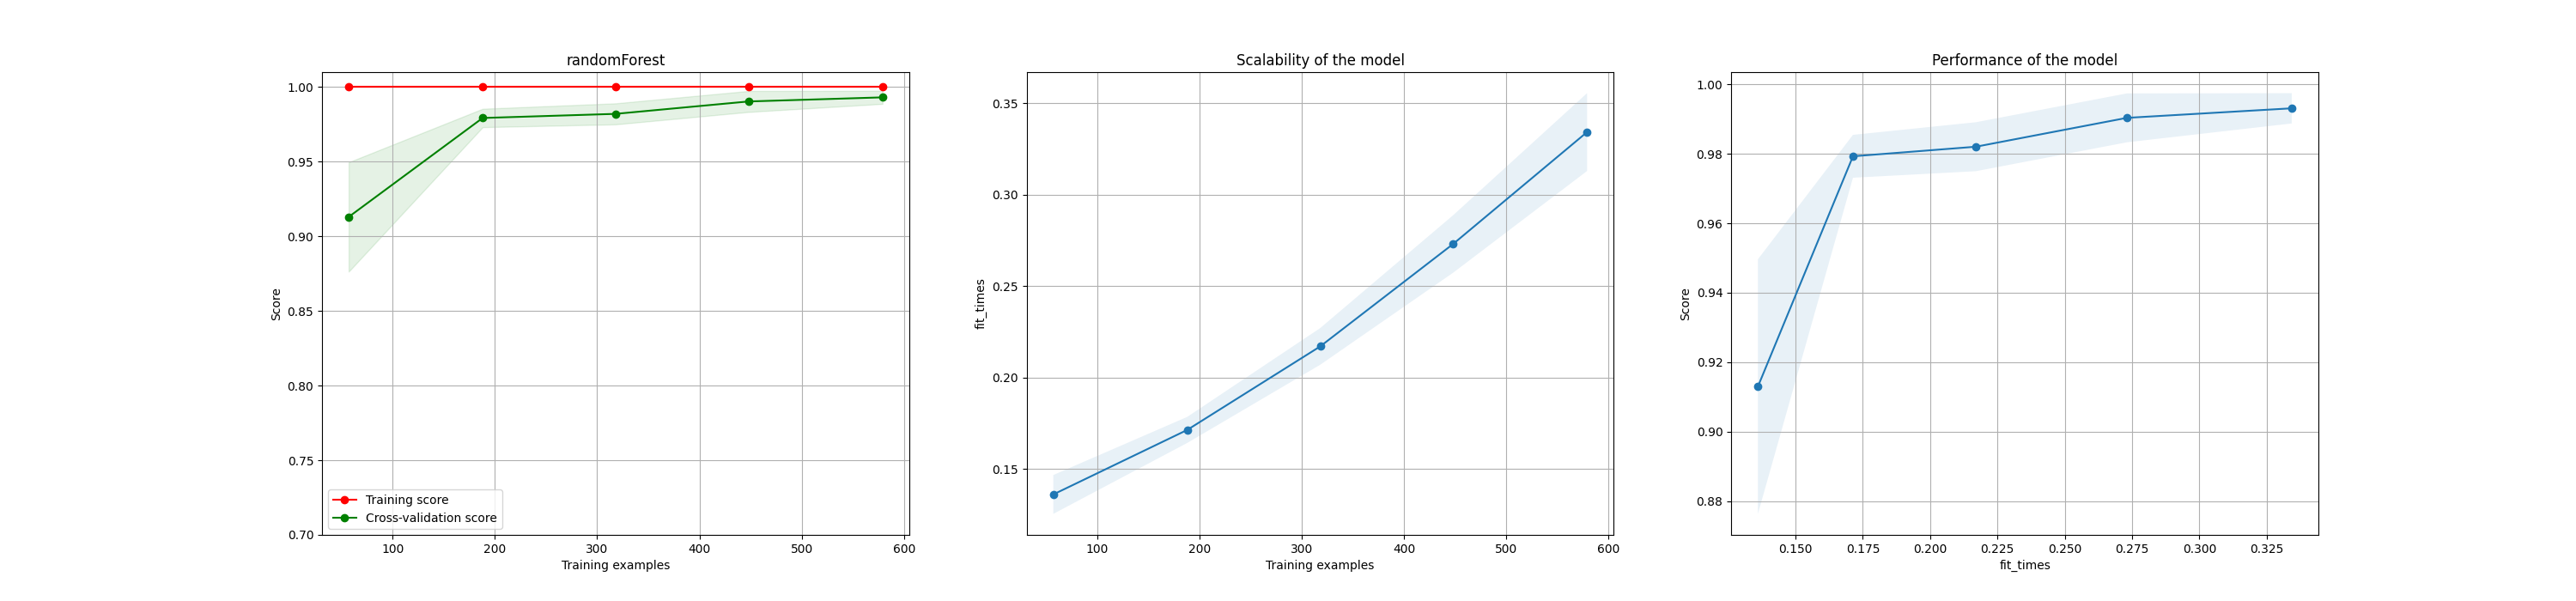 randomForest
1.00
0.95
0.90
0.85
0.80
0.75
0.70
Score
Training score
Cross-validation score
100 200 300 400 500 600
Training examples
Scalability of the model
0.35
0.30
0.25
0.20
0.15
fit_times
100 200 300 400 500 600
Training examples
Performance of the model
1.00
0.98
0.96
0.94
0.92
0.90
0.88
Score
0.150 0.175 0.200 0.225 0.250 0.275 0.300 0.325
fit_times